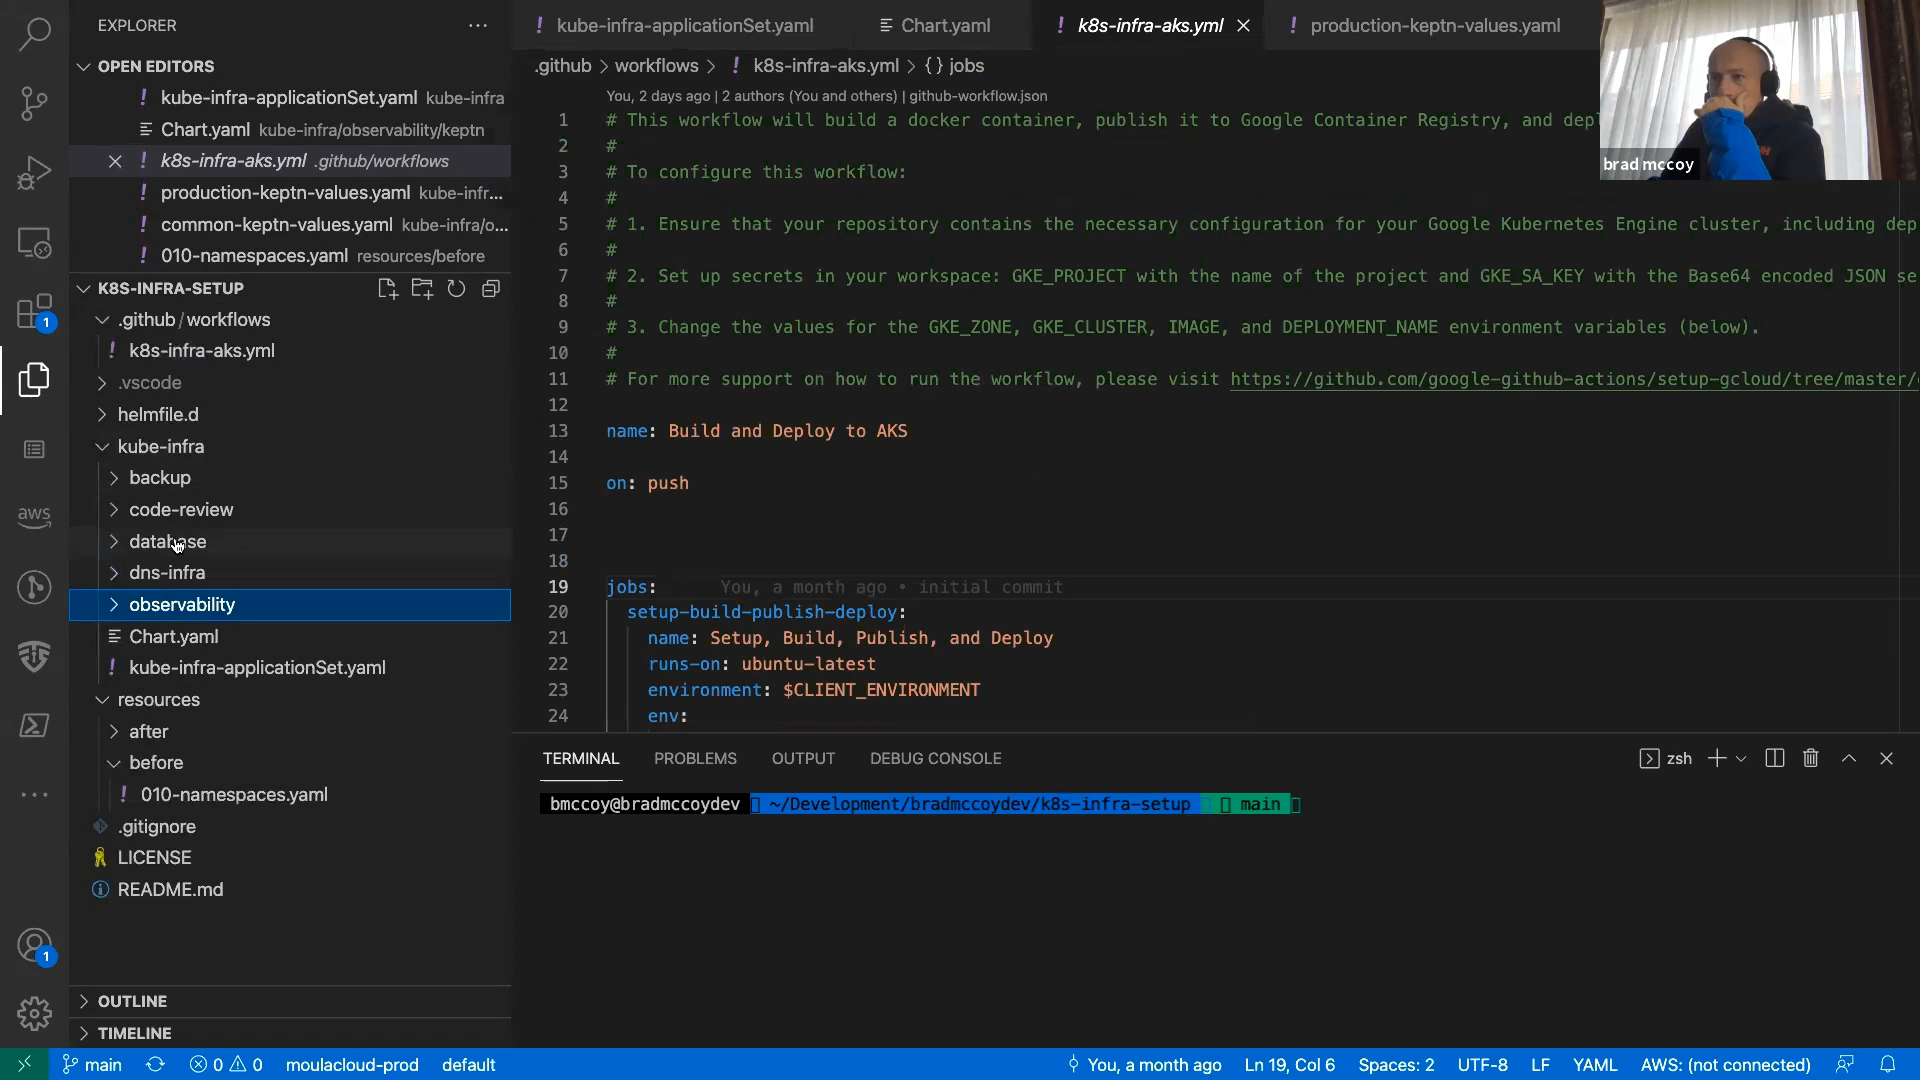 EXPLORER
OPEN EDITORS
kube-infra-applicationSet.yaml kube-infra
Chart.yaml kube-infra/observability/keptn
k8s-infra-aks.yml .github/workflows
production-keptn-values.yaml kube-infr...
common-keptn-values.yaml kube-infra/o...
010-namespaces.yaml resources/before
K8S-INFRA-SETUP
.github / workflows
k8s-infra-aks.yml
.vscode
helmfile.d
kube-infra
backup
code-review
database
dns-infra
observability
Chart.yaml
kube-infra-applicationSet.yaml
resources
after
before
010-namespaces.yaml
.gitignore
LICENSE
README.md
OUTLINE
TIMELINE
aws
1
1
kube-infra-applicationSet.yaml
Chart.yaml
k8s-infra-aks.yml
production-keptn-values.yaml
.github > workflows > ! k8s-infra-aks.yml > {} jobs
You, 2 days ago | 2 authors (You and others) | github-workflow.json
1 # This workflow will build a docker container, publish it to Google Container Registry, and dep
2 #
3 # To configure this workflow:
4 #
5 # 1. Ensure that your repository contains the necessary configuration for your Google Kubernetes Engine cluster, including dep
6 #
7 # 2. Set up secrets in your workspace: GKE_PROJECT with the name of the project and GKE_SA_KEY with the Base64 encoded JSON se
8 #
9 # 3. Change the values for the GKE_ZONE, GKE_CLUSTER, IMAGE, and DEPLOYMENT_NAME environment variables (below).
10 #
11 # For more support on how to run the workflow, please visit https://github.com/google-github-actions/setup-gcloud/tree/master/
12
13 name: Build and Deploy to AKS
14
15 on: push
16
17
18
19 jobs: You, a month ago • initial commit
20 setup-build-publish-deploy:
21 name: Setup, Build, Publish, and Deploy
22 runs-on: ubuntu-latest
23 environment: $CLIENT_ENVIRONMENT
24 env:
brad mccoy
TERMINAL PROBLEMS OUTPUT DEBUG CONSOLE
zsh
bmccoy@bradmccoydev ~/Development/bradmccoydev/k8s-infra-setup main
main 0 0 moulacloud-prod default
You, a month ago Ln 19, Col 6 Spaces: 2 UTF-8 LF YAML AWS: (not connected)